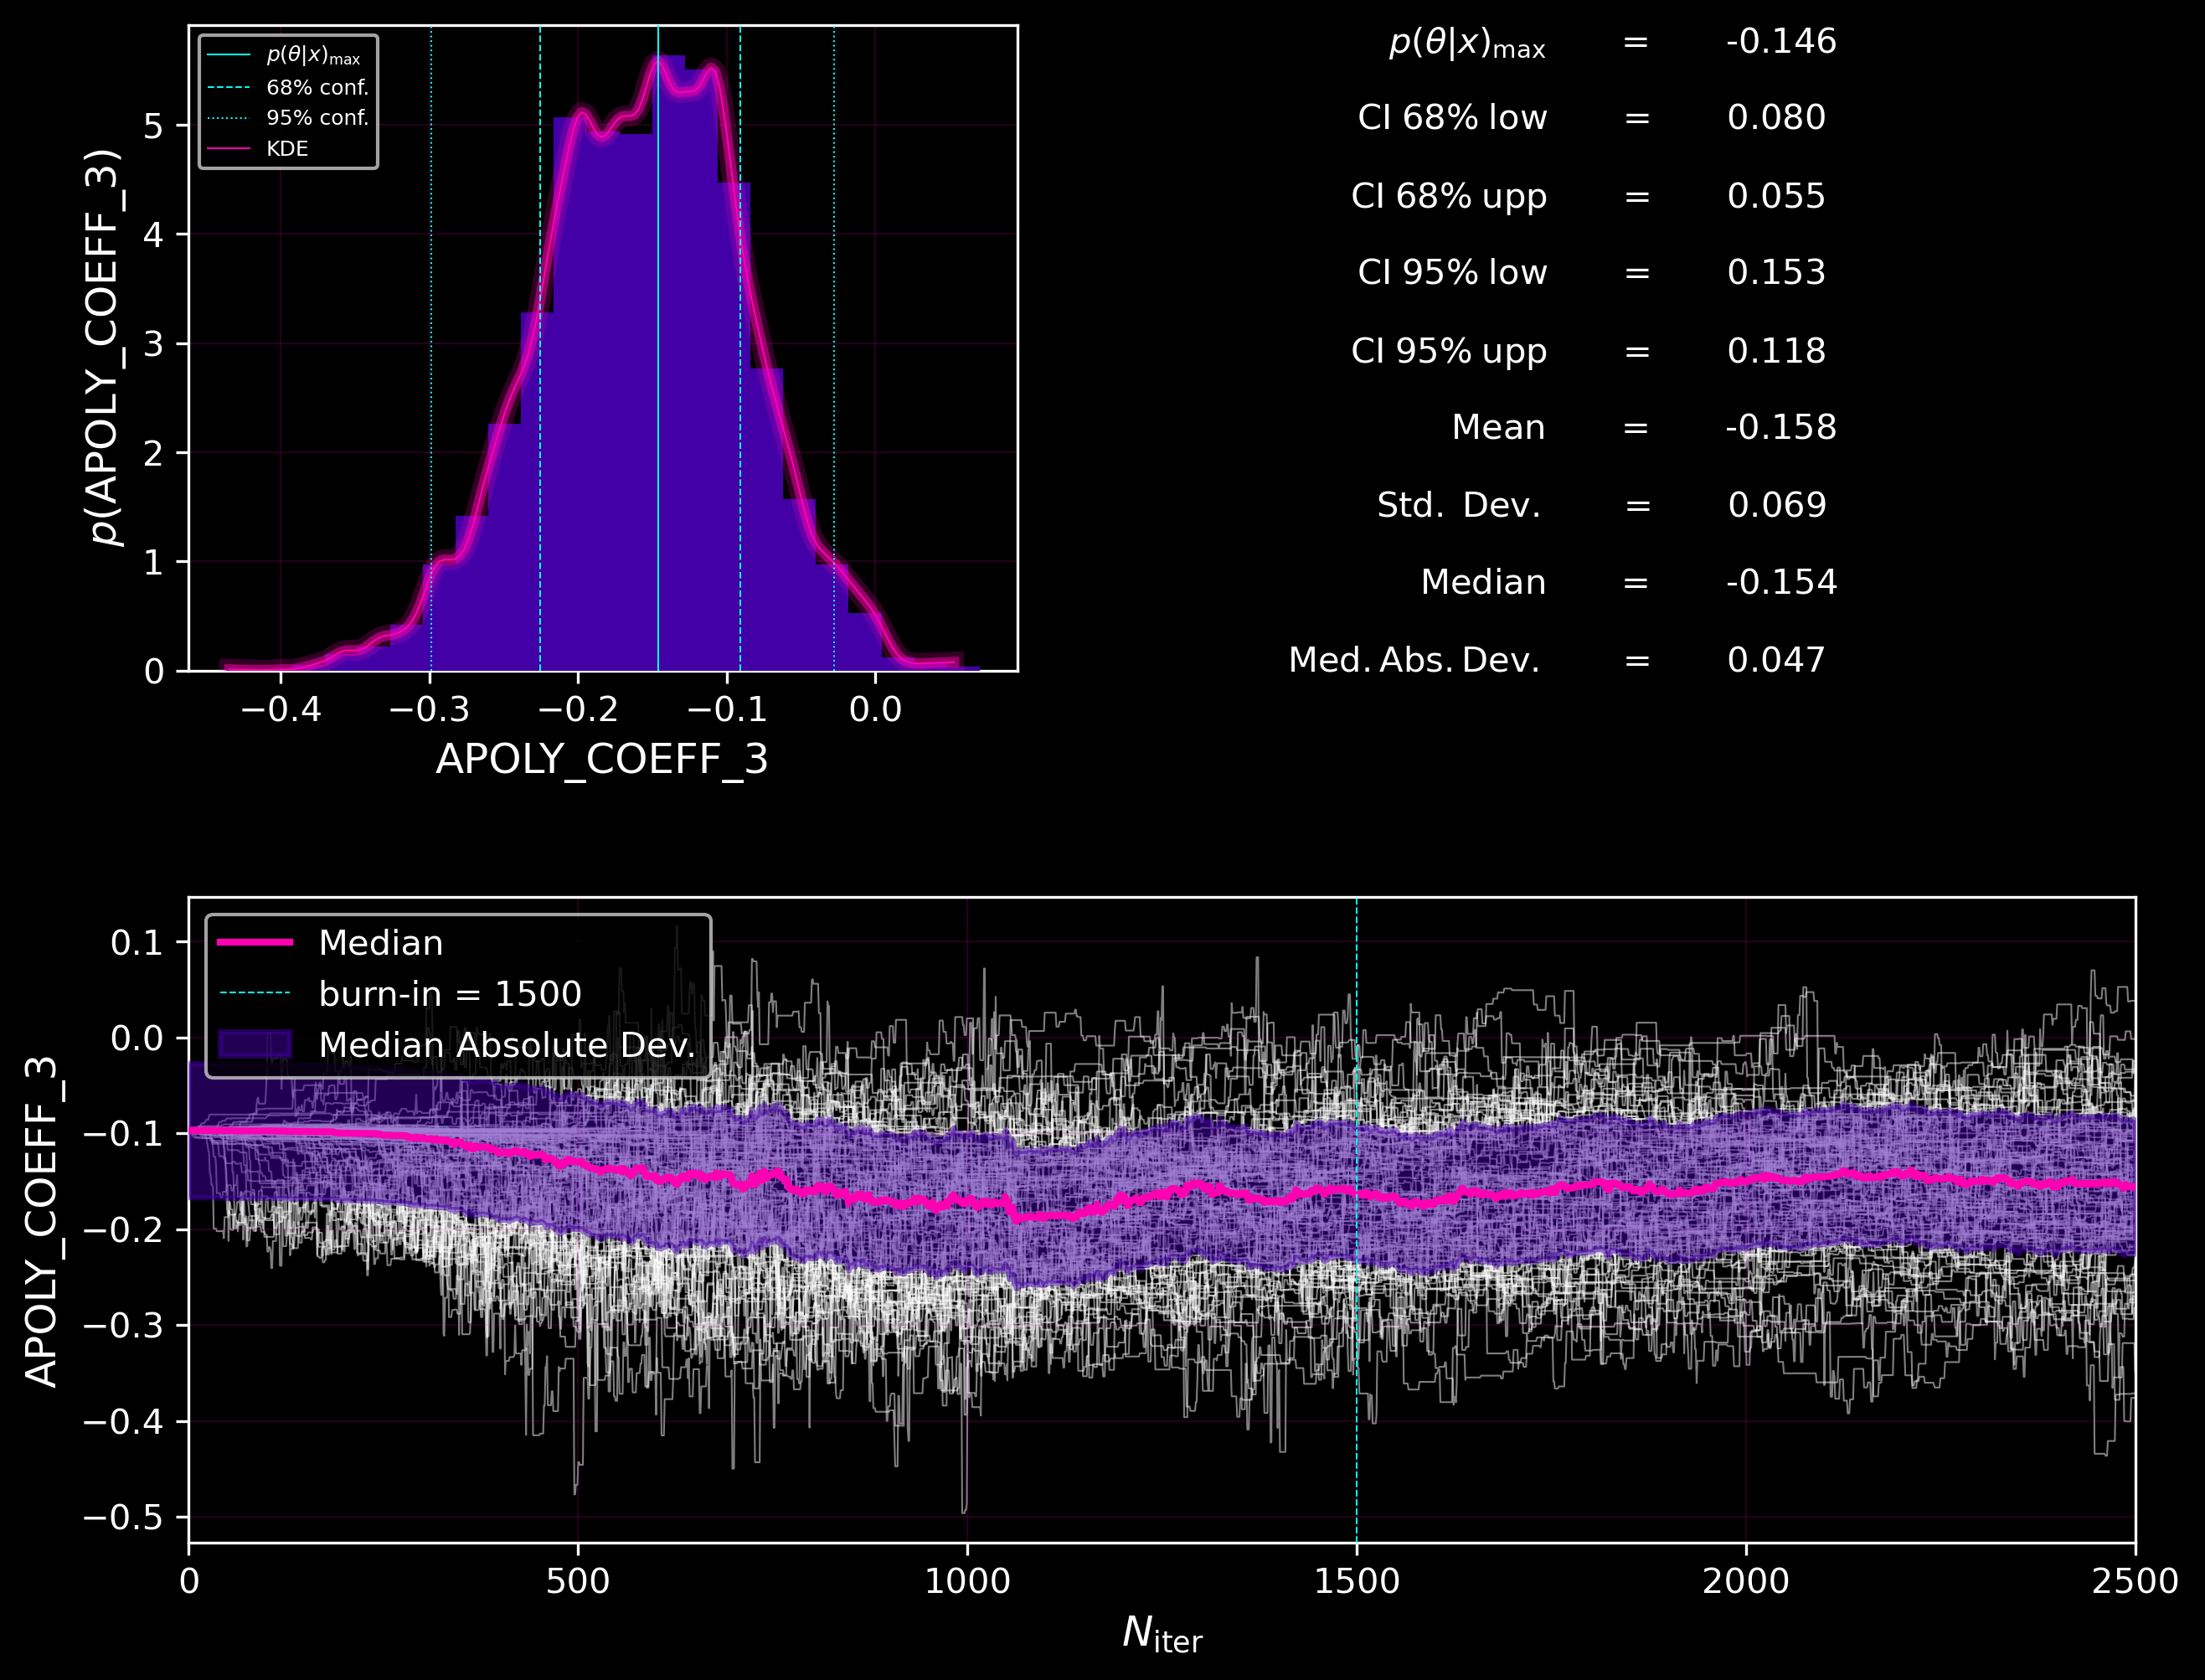 p(θ|x)max
68% conf.
95% conf.
KDE
5
4
3
2
1
0
p(APOLY_COEFF_3)
−0.4 −0.3 −0.2 −0.1 0.0
APOLY_COEFF_3
p(θ|x)max = -0.146
CI 68% low = 0.080
CI 68% upp = 0.055
CI 95% low = 0.153
CI 95% upp = 0.118
Mean = -0.158
Std. Dev. = 0.069
Median = -0.154
Med. Abs. Dev. = 0.047
Median
burn-in = 1500
Median Absolute Dev.
0.1
0.0
−0.1
−0.2
−0.3
−0.4
−0.5
APOLY_COEFF_3
0 500 1000 1500 2000 2500
Niter